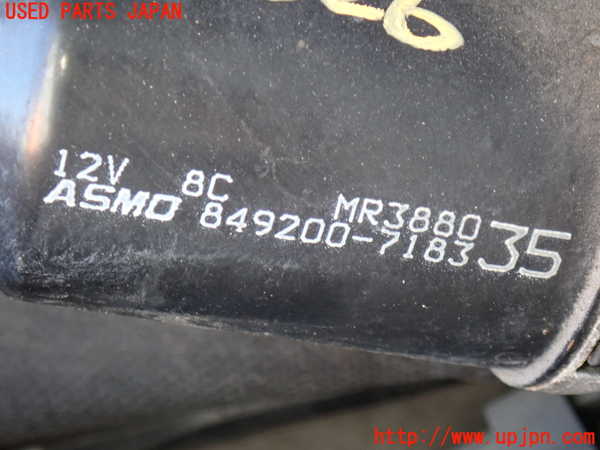 USED PARTS JAPAN
12V 8C MR3880
ASMO 849200-7183 35
http://www.upjpn.com/